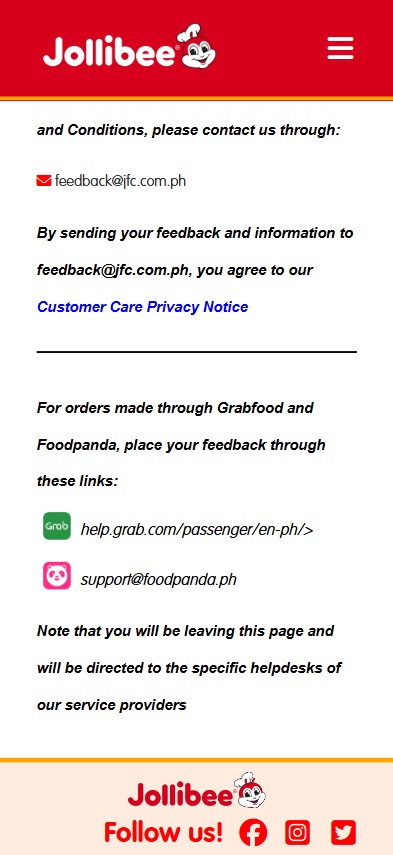 Jollibee
and Conditions, please contact us through:
feedback@jfc.com.ph
By sending your feedback and information to
feedback@jfc.com.ph, you agree to our
Customer Care Privacy Notice
For orders made through Grabfood and
Foodpanda, place your feedback through
these links:
Grab help.grab.com/passenger/en-ph/>
support@foodpanda.ph
Note that you will be leaving this page and
will be directed to the specific helpdesks of
our service providers
Jollibee
Follow us!